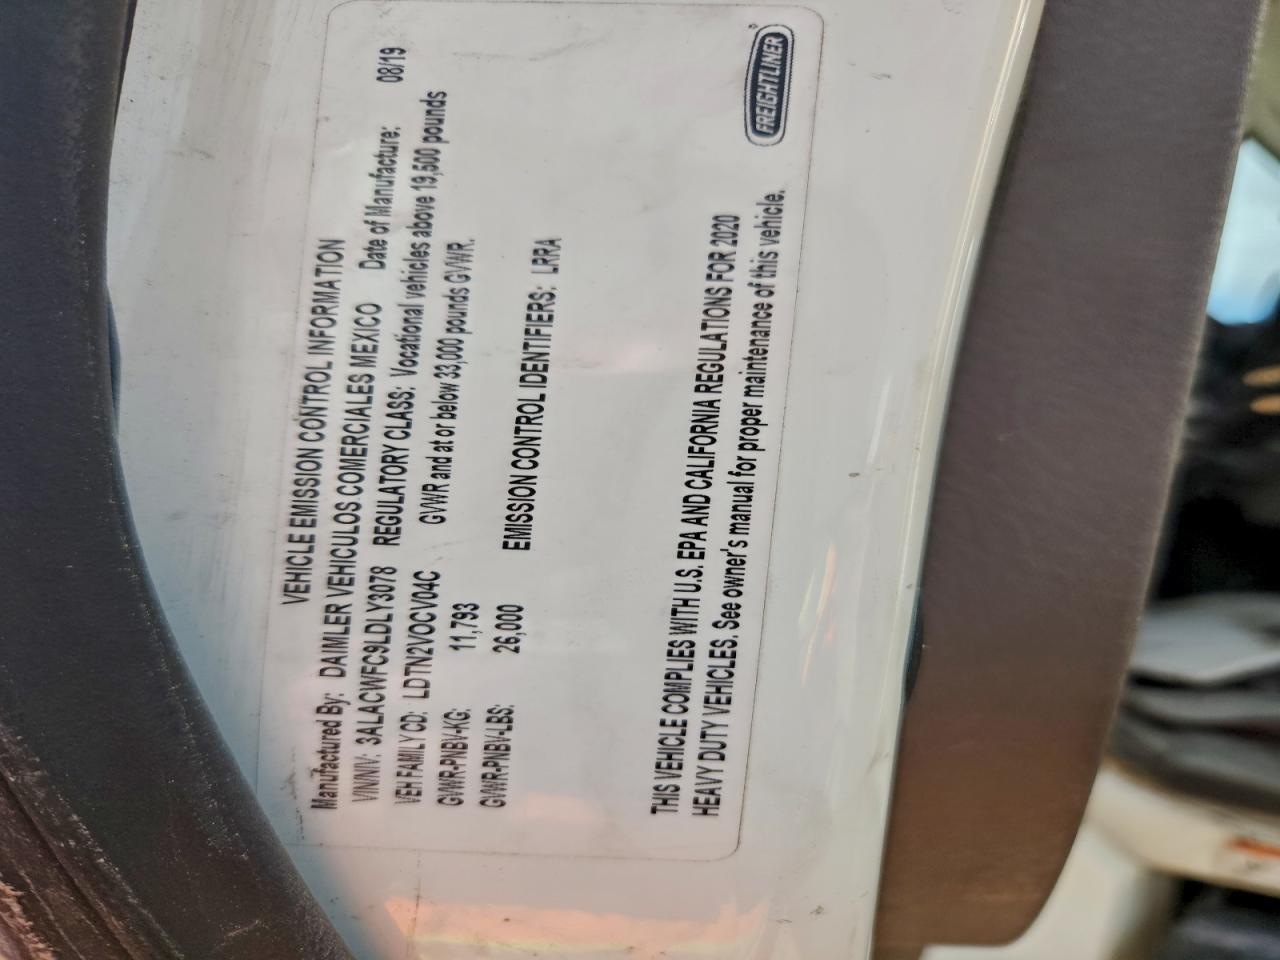 VEHICLE EMISSION CONTROL INFORMATION
Manufactured By: DAIMLER VEHICULOS COMERCIALES MEXICO Date of Manufacture: 08/19
VIN/NIV: 3ALACWFC9LDLY3078 REGULATORY CLASS: Vocational vehicles above 19,500 pounds
VEH FAMILY CD: LDTN2VOCV04C GVWR and at or below 33,000 pounds GVWR.
GVWR-PNBV-KG: 11,793
GVWR-PNBV-LBS: 26,000 EMISSION CONTROL IDENTIFIERS: LRRA
THIS VEHICLE COMPLIES WITH U.S. EPA AND CALIFORNIA REGULATIONS FOR 2020
HEAVY DUTY VEHICLES. See owner's manual for proper maintenance of this vehicle.
FREIGHTLINER